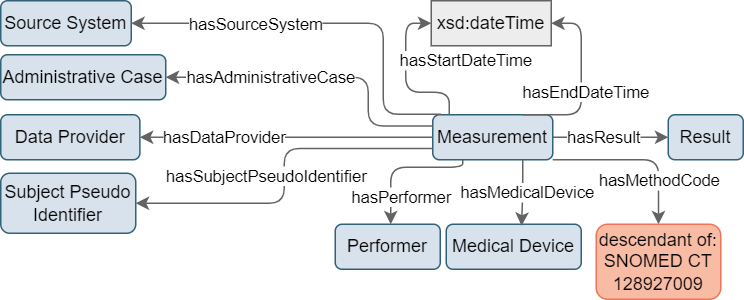 Source System
hasSourceSystem
xsd:dateTime
hasStartDateTime
Administrative Case
hasAdministrativeCase
hasEndDateTime
Data Provider
hasDataProvider
Measurement
hasResult
Result
hasSubjectPseudoIdentifier
Subject Pseudo
Identifier
hasPerformer
hasMedicalDevice
hasMethodCode
Performer
Medical Device
descendant of:
SNOMED CT
128927009